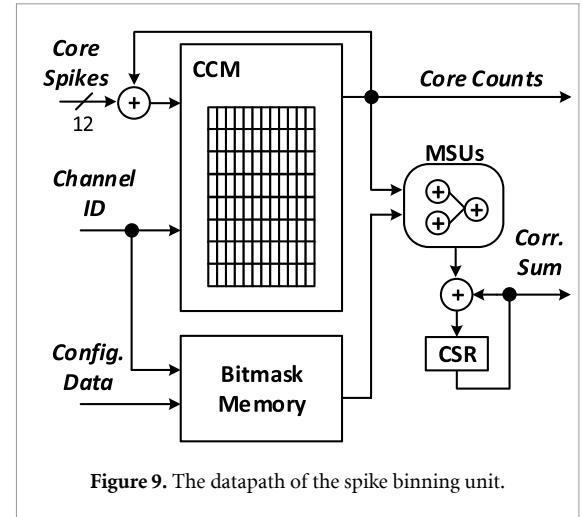 Core
Spikes
12
+
CCM
Core Counts
Channel
ID
MSUs
+
+
+
Corr.
Sum
+
CSR
Config.
Data
Bitmask
Memory
Figure 9. The datapath of the spike binning unit.